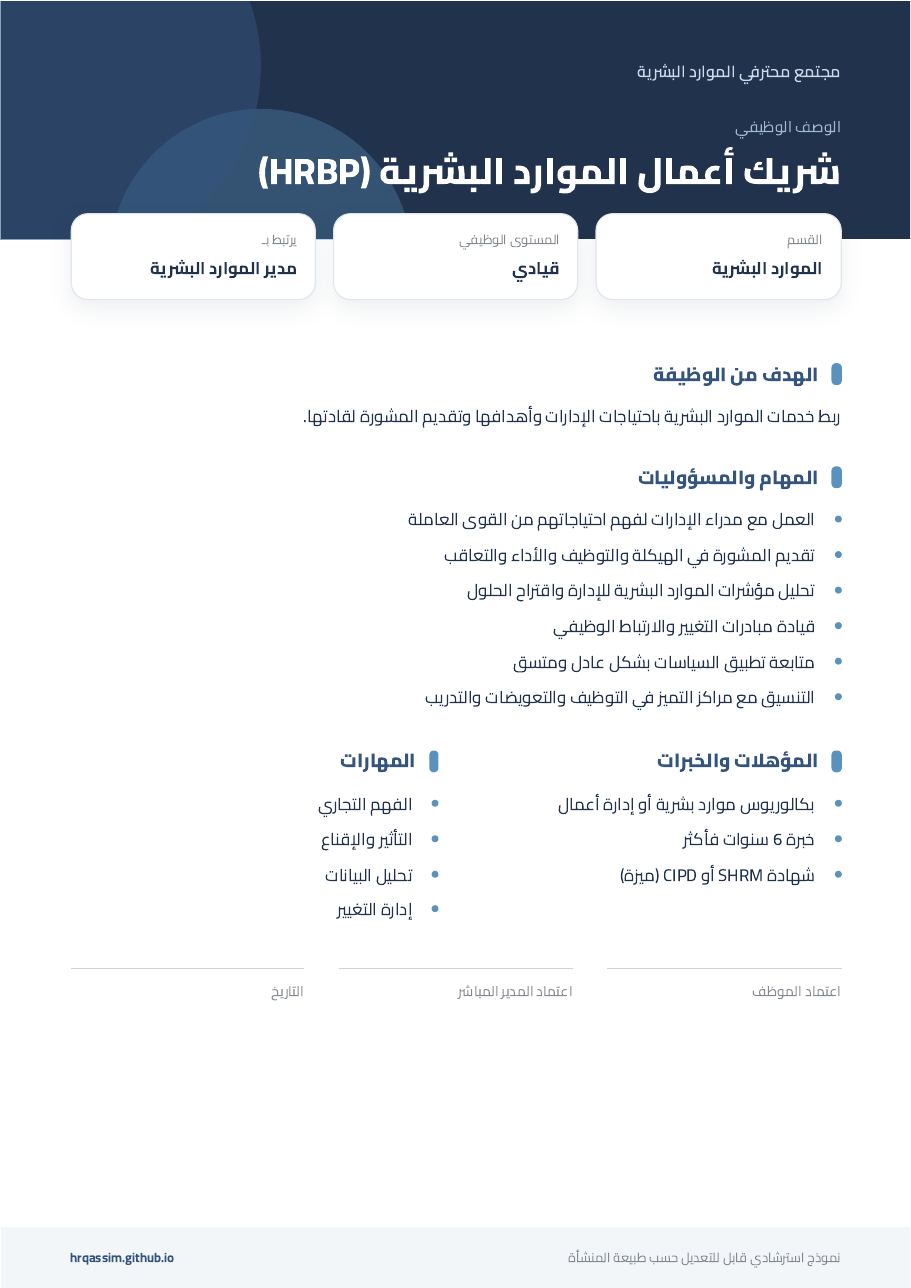 مجتمع محترفي الموارد البشرية
الوصف الوظيفي
شريك أعمال الموارد البشرية (HRBP)
القسم
الموارد البشرية
المستوى الوظيفي
قيادي
يرتبط بـ
مدير الموارد البشرية
الهدف من الوظيفة
ربط خدمات الموارد البشرية باحتياجات الإدارات وأهدافها وتقديم المشورة لقادتها.
المهام والمسؤوليات
العمل مع مدراء الإدارات لفهم احتياجاتهم من القوى العاملة
تقديم المشورة في الهيكلة والتوظيف والأداء والتعاقب
تحليل مؤشرات الموارد البشرية للإدارة واقتراح الحلول
قيادة مبادرات التغيير والارتباط الوظيفي
متابعة تطبيق السياسات بشكل عادل ومتسق
التنسيق مع مراكز التميز في التوظيف والتعويضات والتدريب
المؤهلات والخبرات
بكالوريوس موارد بشرية أو إدارة أعمال
خبرة 6 سنوات فأكثر
شهادة SHRM أو CIPD (ميزة)
المهارات
الفهم التجاري
التأثير والإقناع
تحليل البيانات
إدارة التغيير
اعتماد الموظف
اعتماد المدير المباشر
التاريخ
نموذج استرشادي قابل للتعديل حسب طبيعة المنشأة
hrqassim.github.io